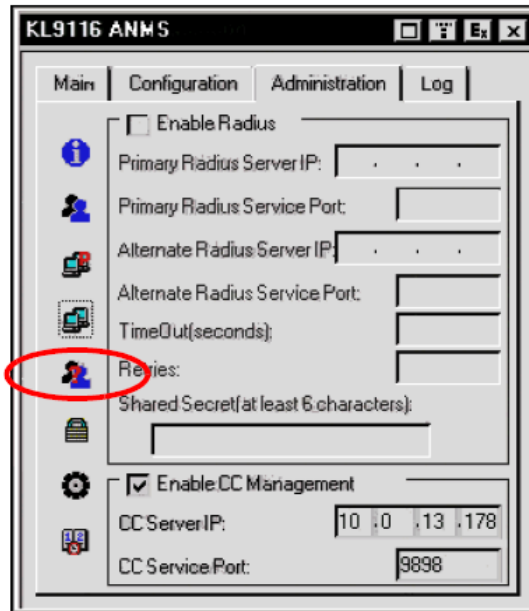 KL9116 ANMS
Main Configuration Administration Log
Enable Radius
Primary Radius Server IP: . . .
Primary Radius Service Port:
Alternate Radius Server IP: . . .
Alternate Radius Service Port:
TimeOut(seconds):
Retries:
Shared Secret(at least 6 characters):
Enable CC Management
CC Server IP: 10 .0 .13 .178
CC Service Port: 9898